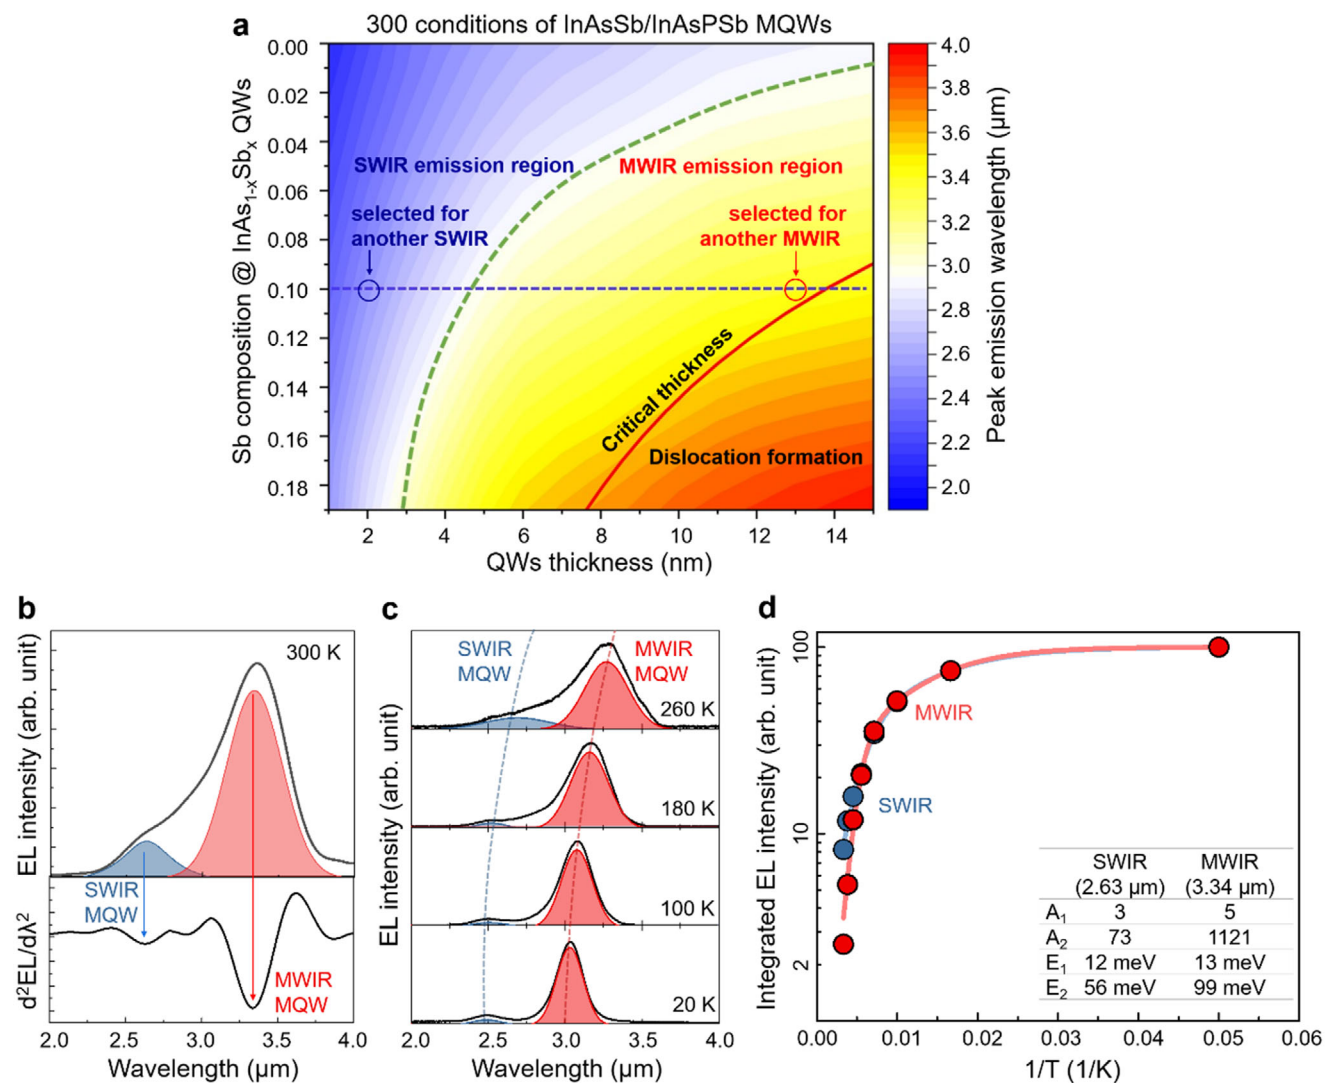 a
300 conditions of InAsSb/InAsPSb MQWs
Sb composition @ InAs₁₋ₓSbₓ QWs
0.00
0.02
0.04
0.06
0.08
0.10
0.12
0.14
0.16
0.18
SWIR emission region
MWIR emission region
selected for
another SWIR
selected for
another MWIR
Critical thickness
Dislocation formation
2 4 6 8 10 12 14
QWs thickness (nm)
4.0
3.8
3.6
3.4
3.2
3.0
2.8
2.6
2.4
2.2
2.0
Peak emission wavelength (μm)
b
EL intensity (arb. unit)
300 K
SWIR
MQW
d²EL/dλ²
MWIR
MQW
2.0 2.5 3.0 3.5 4.0
Wavelength (μm)
c
EL intensity (arb. unit)
SWIR
MQW
MWIR
MQW
260 K
180 K
100 K
20 K
2.0 2.5 3.0 3.5 4.0
Wavelength (μm)
d
Integrated EL intensity (arb. unit)
100
10
2
MWIR
SWIR
SWIR MWIR
(2.63 μm) (3.34 μm)
A₁ 3 5
A₂ 73 1121
E₁ 12 meV 13 meV
E₂ 56 meV 99 meV
0.00 0.01 0.02 0.03 0.04 0.05 0.06
1/T (1/K)